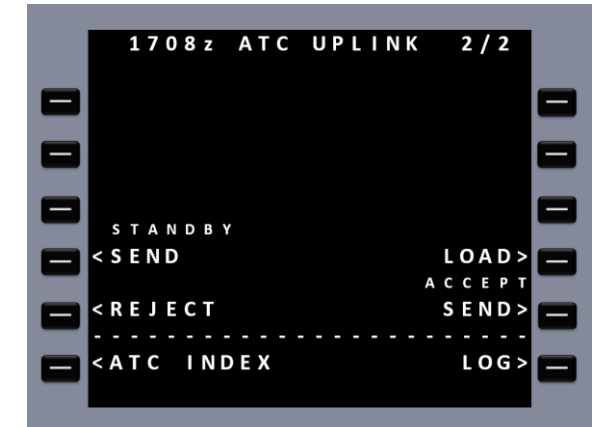 1708z ATC UPLINK 2/2
STANDBY
<SEND LOAD>
ACCEPT
<REJECT SEND>
------------------------
<ATC INDEX LOG>